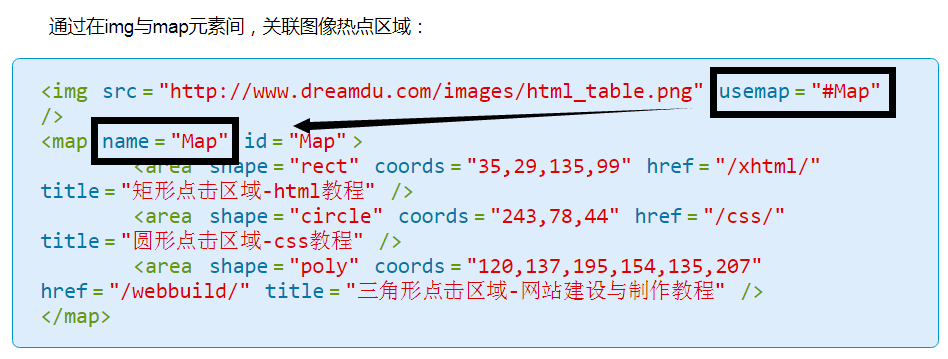 通过在img与map元素间，关联图像热点区域：
<img src="http://www.dreamdu.com/images/html_table.png" usemap="#Map"
/>
<map name="Map" id="Map">
<area shape="rect" coords="35,29,135,99" href="/xhtml/"
title="矩形点击区域-html教程" />
<area shape="circle" coords="243,78,44" href="/css/"
title="圆形点击区域-css教程" />
<area shape="poly" coords="120,137,195,154,135,207"
href="/webbuild/" title="三角形点击区域-网站建设与制作教程" />
</map>